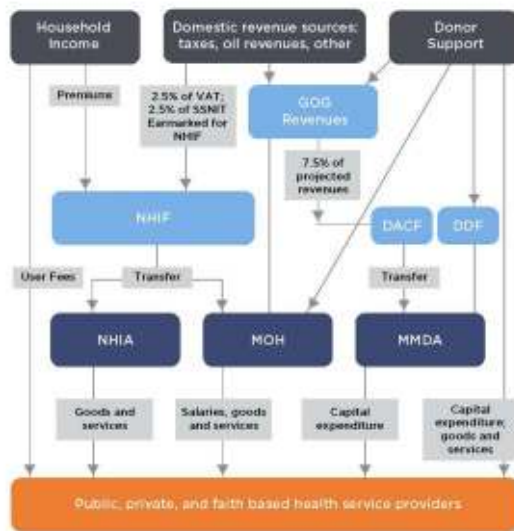 Household
Income
Domestic revenue sources:
taxes, oil revenues, other
Donor
Support
Premiums
2.5% of VAT;
2.5% of SSNIT
Earmarked for
NHIF
GOG
Revenues
7.5% of
projected
revenues
NHIF
DACF
DDF
User Fees
Transfer
Transfer
NHIA
MOH
MMDA
Goods and
services
Salaries, goods
and services
Capital
expenditure
Capital
expenditure;
goods and
services
Public, private, and faith based health service providers